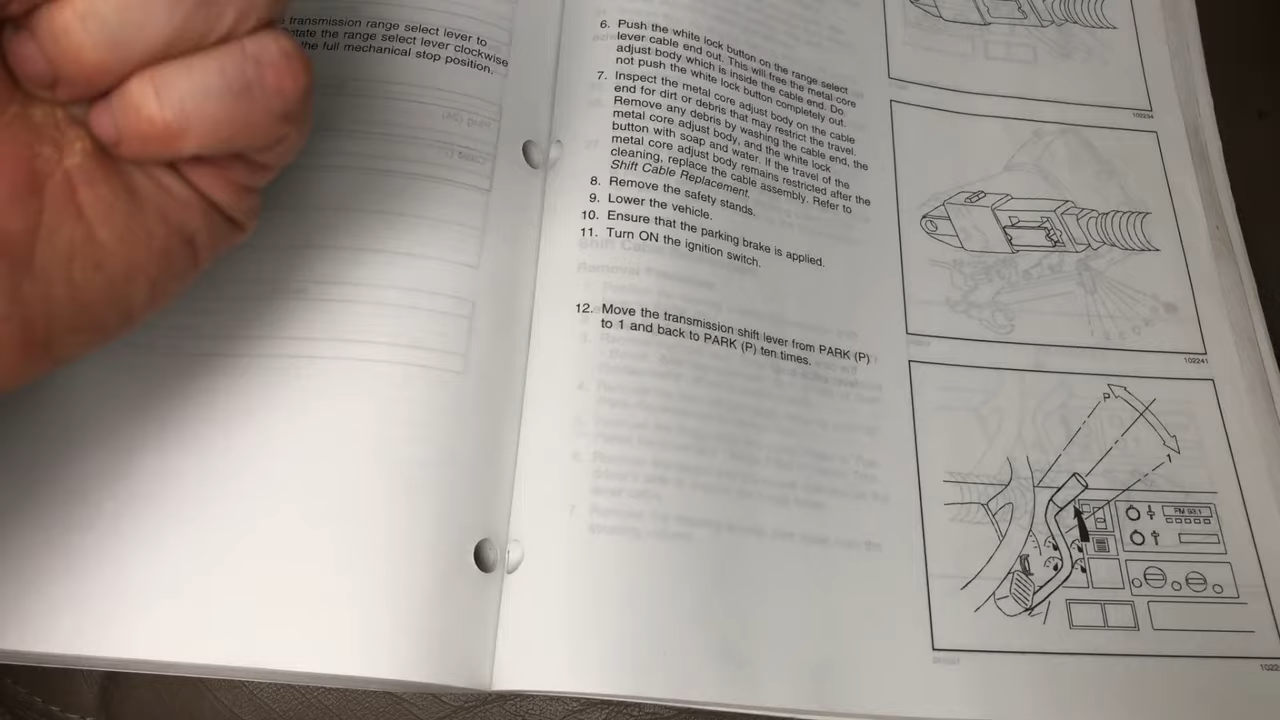 transmission range select lever to
rotate the range select lever clockwise
the full mechanical stop position,
6. Push the white lock button on the range select
lever cable end out. This will free the metal core
adjust body which is inside the cable end. Do
not push the white lock button completely out.
7. Inspect the metal core adjust body on the cable
end for dirt or debris that may restrict the travel.
Remove any debris by washing the cable end, the
metal core adjust body, and the white lock
button with soap and water. If the travel of the
metal core adjust body remains restricted after the
cleaning, replace the cable assembly. Refer to
Shift Cable Replacement.
8. Remove the safety stands.
9. Lower the vehicle.
10. Ensure that the parking brake is applied.
11. Turn ON the ignition switch.
12. Move the transmission shift lever from PARK (P)
to 1 and back to PARK (P) ten times.
102234
102241
P
1
FM 93.1